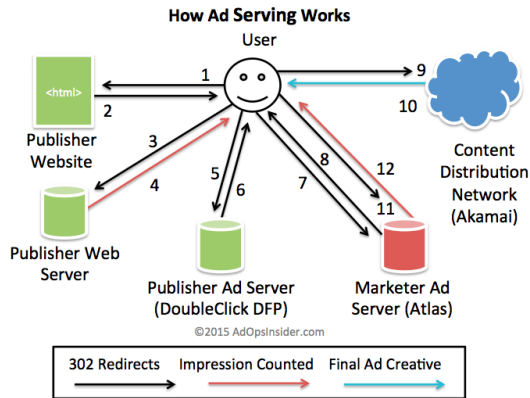 How Ad Serving Works
User
1
9
<html>
2
10
Publisher
Website
3
4
8
12
Content
Distribution
Network
(Akamai)
5
6
7
11
Publisher Web
Server
Publisher Ad Server
(DoubleClick DFP)
Marketer Ad
Server (Atlas)
©2015 AdOpsInsider.com
302 Redirects Impression Counted Final Ad Creative